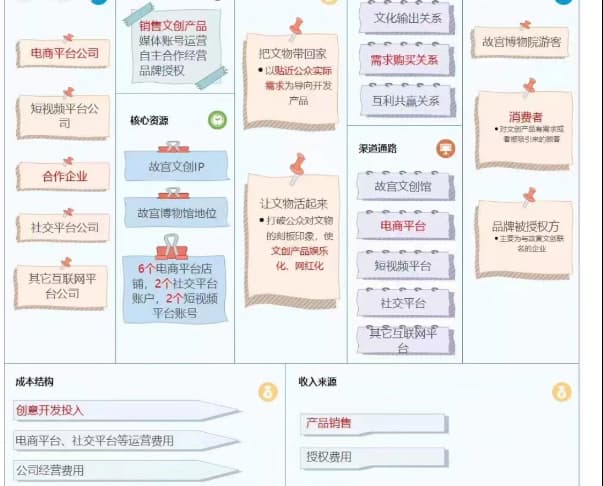 电商平台公司
短视频平台公
司
合作企业
社交平台公司
其它互联网平
台公司
销售文创产品
媒体账号运营
自主合作经营
品牌授权
核心资源
故宫文创IP
故宫博物馆地位
6个电商平台店
铺，2个社交平台
账户，2个短视频
平台账号
把文物带回家
•以贴近公众实际
需求为导向开发
产品
让文物活起来
•打破公众对文物
的刻板印象，使
文创产品娱乐
化、网红化
文化输出关系
需求购买关系
互利共赢关系
渠道通路
故宫文创馆
电商平台
短视频平台
社交平台
其它互联网平
台
故宫博物院游客
消费者
•对文创产品有需求或
者被吸引来的顾客
品牌被授权方
•主要为与故宫文创联
名的企业
成本结构
创意开发投入
电商平台、社交平台等运营费用
公司经营费用
收入来源
产品销售
授权费用